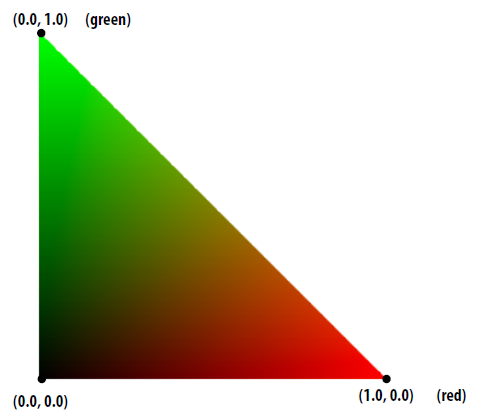 (0.0, 1.0) (green)
(0.0, 0.0)
(1.0, 0.0) (red)